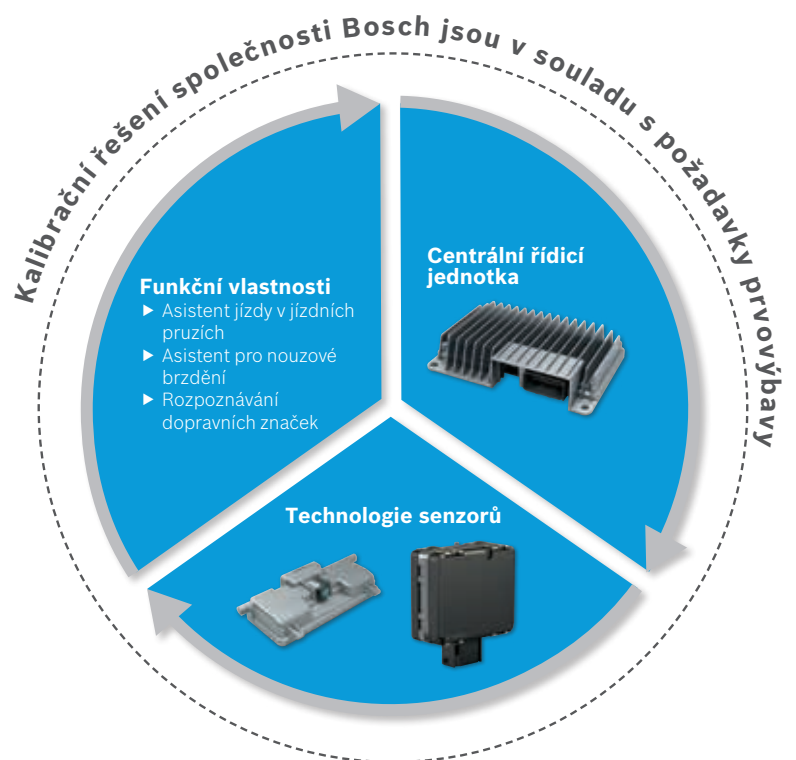 Kalibrační řešení společnosti Bosch jsou v souladu s požadavky prvovýbavy
Funkční vlastnosti
▶ Asistent jízdy v jízdních
pruzích
▶ Asistent pro nouzové
brzdění
▶ Rozpoznávání
dopravních značek
Centrální řídicí
jednotka
Technologie senzorů